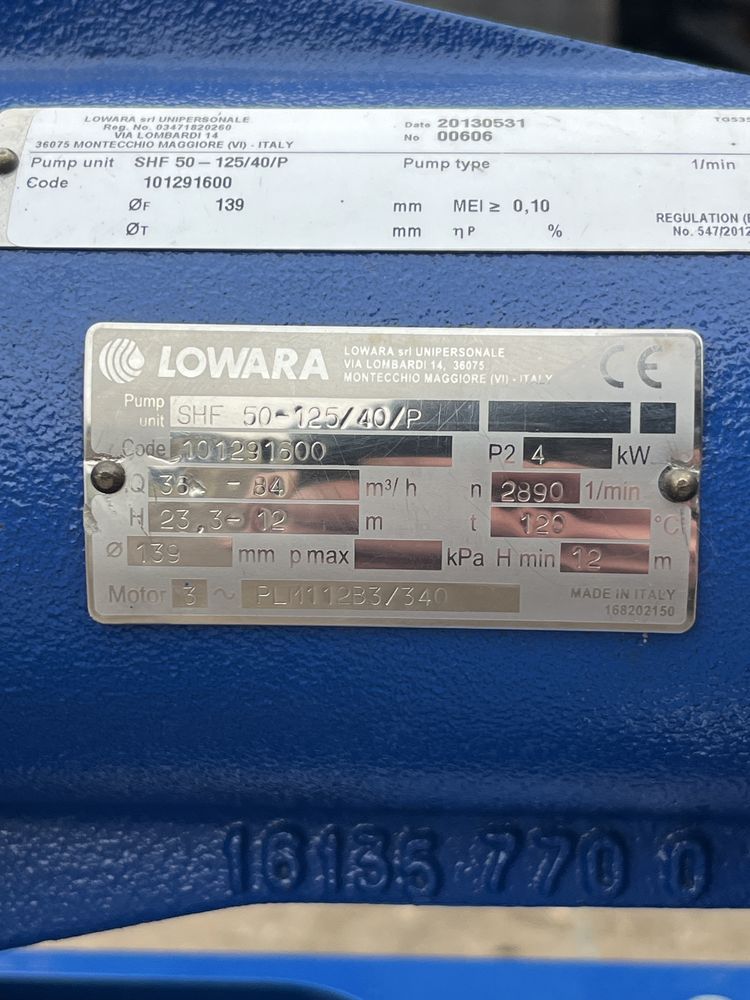 LOWARA srl UNIPERSONALE
Reg. No. 03471820260
VIA LOMBARDI 14
36075 MONTECCHIO MAGGIORE (VI) - ITALY
Date 20130531
No 00606
Pump unit SHF 50-125/40/P Pump type 1/min
Code 101291600
ØF 139 mm MEI ≥ 0,10
ØT mm ηP %
REGULATION
No. 547/2012
LOWARA
LOWARA srl UNIPERSONALE
VIA LOMBARDI 14, 36075
MONTECCHIO MAGGIORE (VI) - ITALY
CE
Pump unit SHF 50-125/40/P
Code 101291600 P2 4 kW
Q 36 - 84 m³/h n 2890 1/min
H 23,3-12 m t 120 °C
Ø 139 mm p max kPa H min 12 m
Motor 3 ~ PLM112B3/340
MADE IN ITALY
168202150
16135 770 0